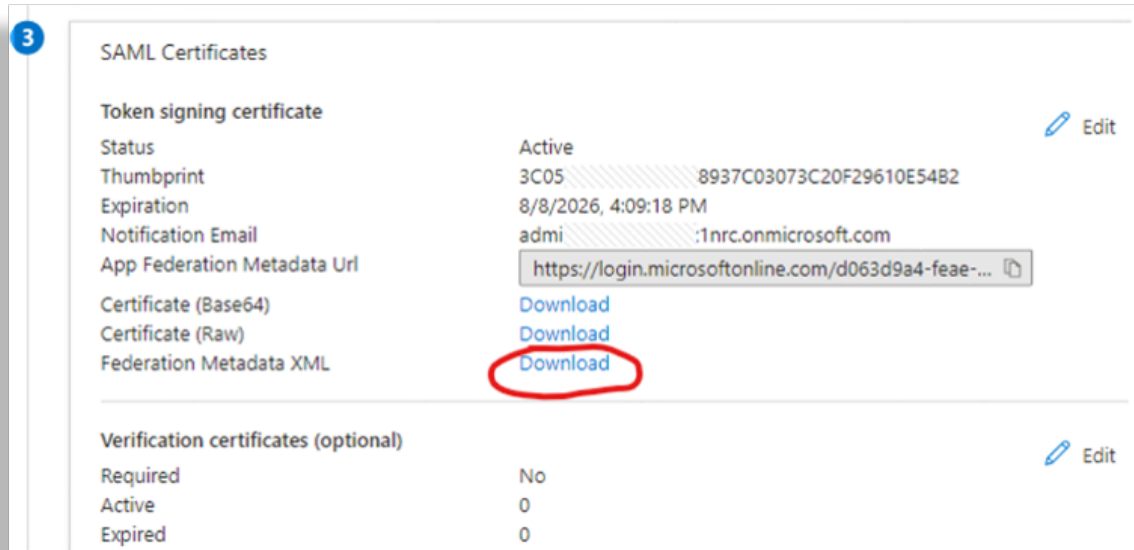 3
SAML Certificates
Token signing certificate
Edit
Status Active
Thumbprint 3C05 8937C03073C20F29610E54B2
Expiration 8/8/2026, 4:09:18 PM
Notification Email admi :1nrc.onmicrosoft.com
App Federation Metadata Url https://login.microsoftonline.com/d063d9a4-feae-...
Certificate (Base64) Download
Certificate (Raw) Download
Federation Metadata XML Download
Verification certificates (optional)
Edit
Required No
Active 0
Expired 0